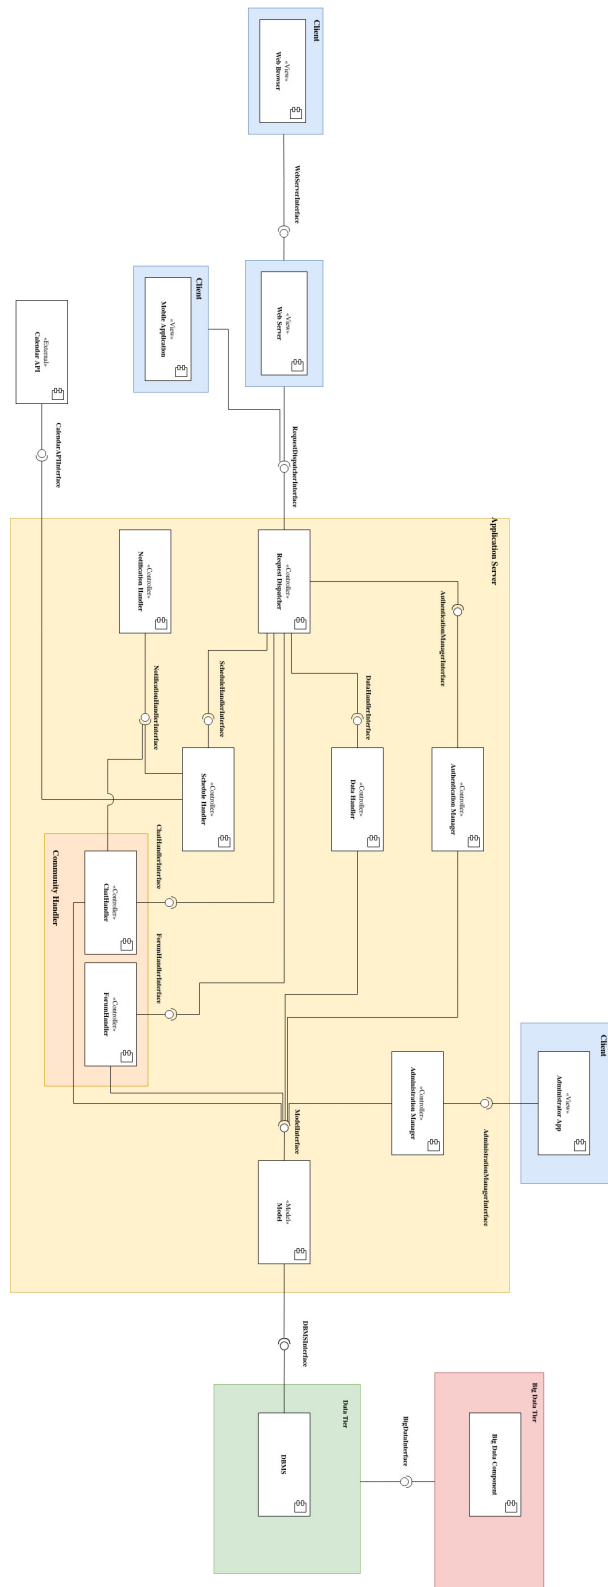 Client
«View»
Web Browser
WebServerInterface
«View»
Web Server
Client
«View»
Mobile Application
«External»
Calendar API
RequestDispatcherInterface
CalendarAPIInterface
Application Server
«Controller»
Request Dispatcher
«Controller»
Notification Handler
AuthenticationManagerInterface
DataHandlerInterface
ScheduleHandlerInterface
NotificationHandlerInterface
«Controller»
Authentication Manager
«Controller»
Data Handler
«Controller»
Schedule Handler
ChatHandlerInterface
Community Handler
«Controller»
ChatHandler
ForumHandlerInterface
«Controller»
ForumHandler
Client
«View»
Administrator App
AdministrationManagerInterface
«Controller»
Administration Manager
ModelInterface
«Model»
Model
DBMSInterface
Data Tier
DBMS
BigDataInterface
Big Data Tier
Big Data Component